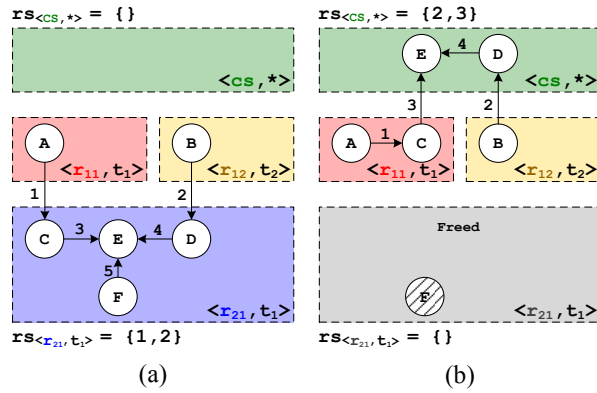 rs<cs,*> = {}
<cs,*>
A
B
<r11,t1>
<r12,t2>
1
2
C
3
E
4
D
5
F
<r21,t1>
rs<r21,t1> = {1,2}
(a)
rs<cs,*> = {2,3}
E
4
D
<cs,*>
3
2
A
1
C
B
<r11,t1>
<r12,t2>
Freed
F
<r21,t1>
rs<r21,t1> = {}
(b)